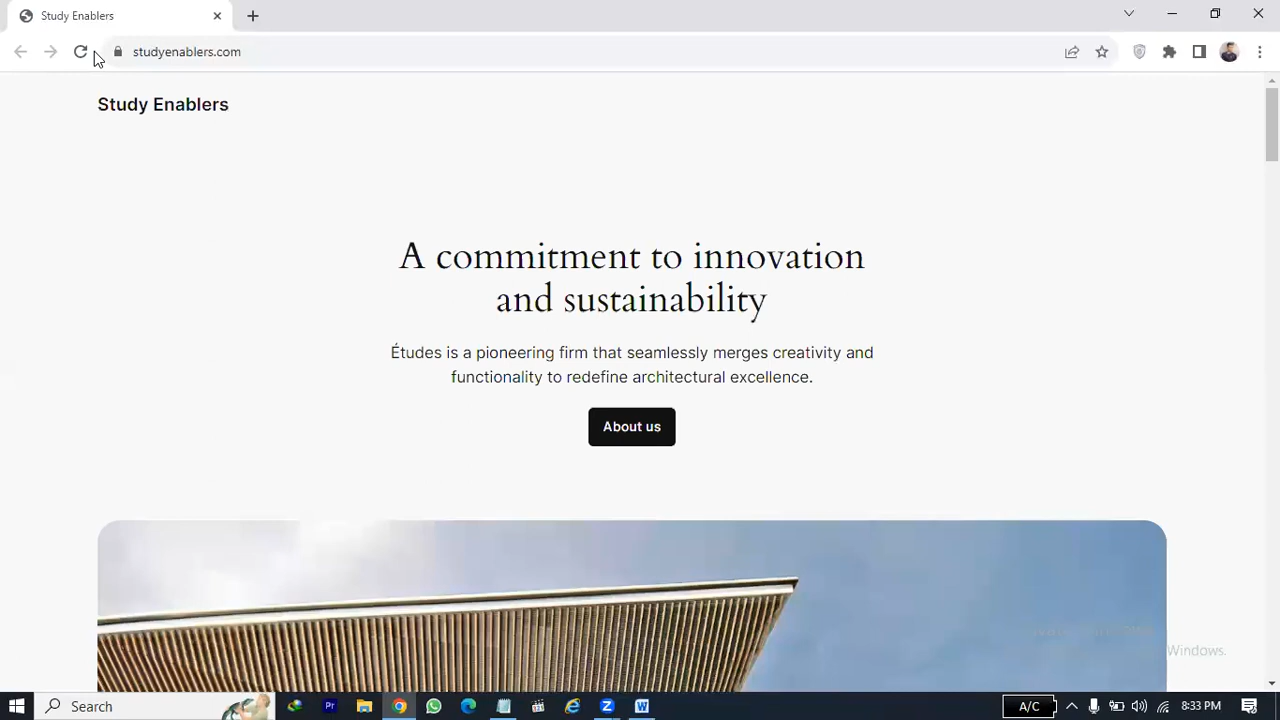 Study Enablers
studyenablers.com
Study Enablers
A commitment to innovation
and sustainability
Études is a pioneering firm that seamlessly merges creativity and
functionality to redefine architectural excellence.
About us
Windows.
Search
Pr
W
A/C
8:33 PM